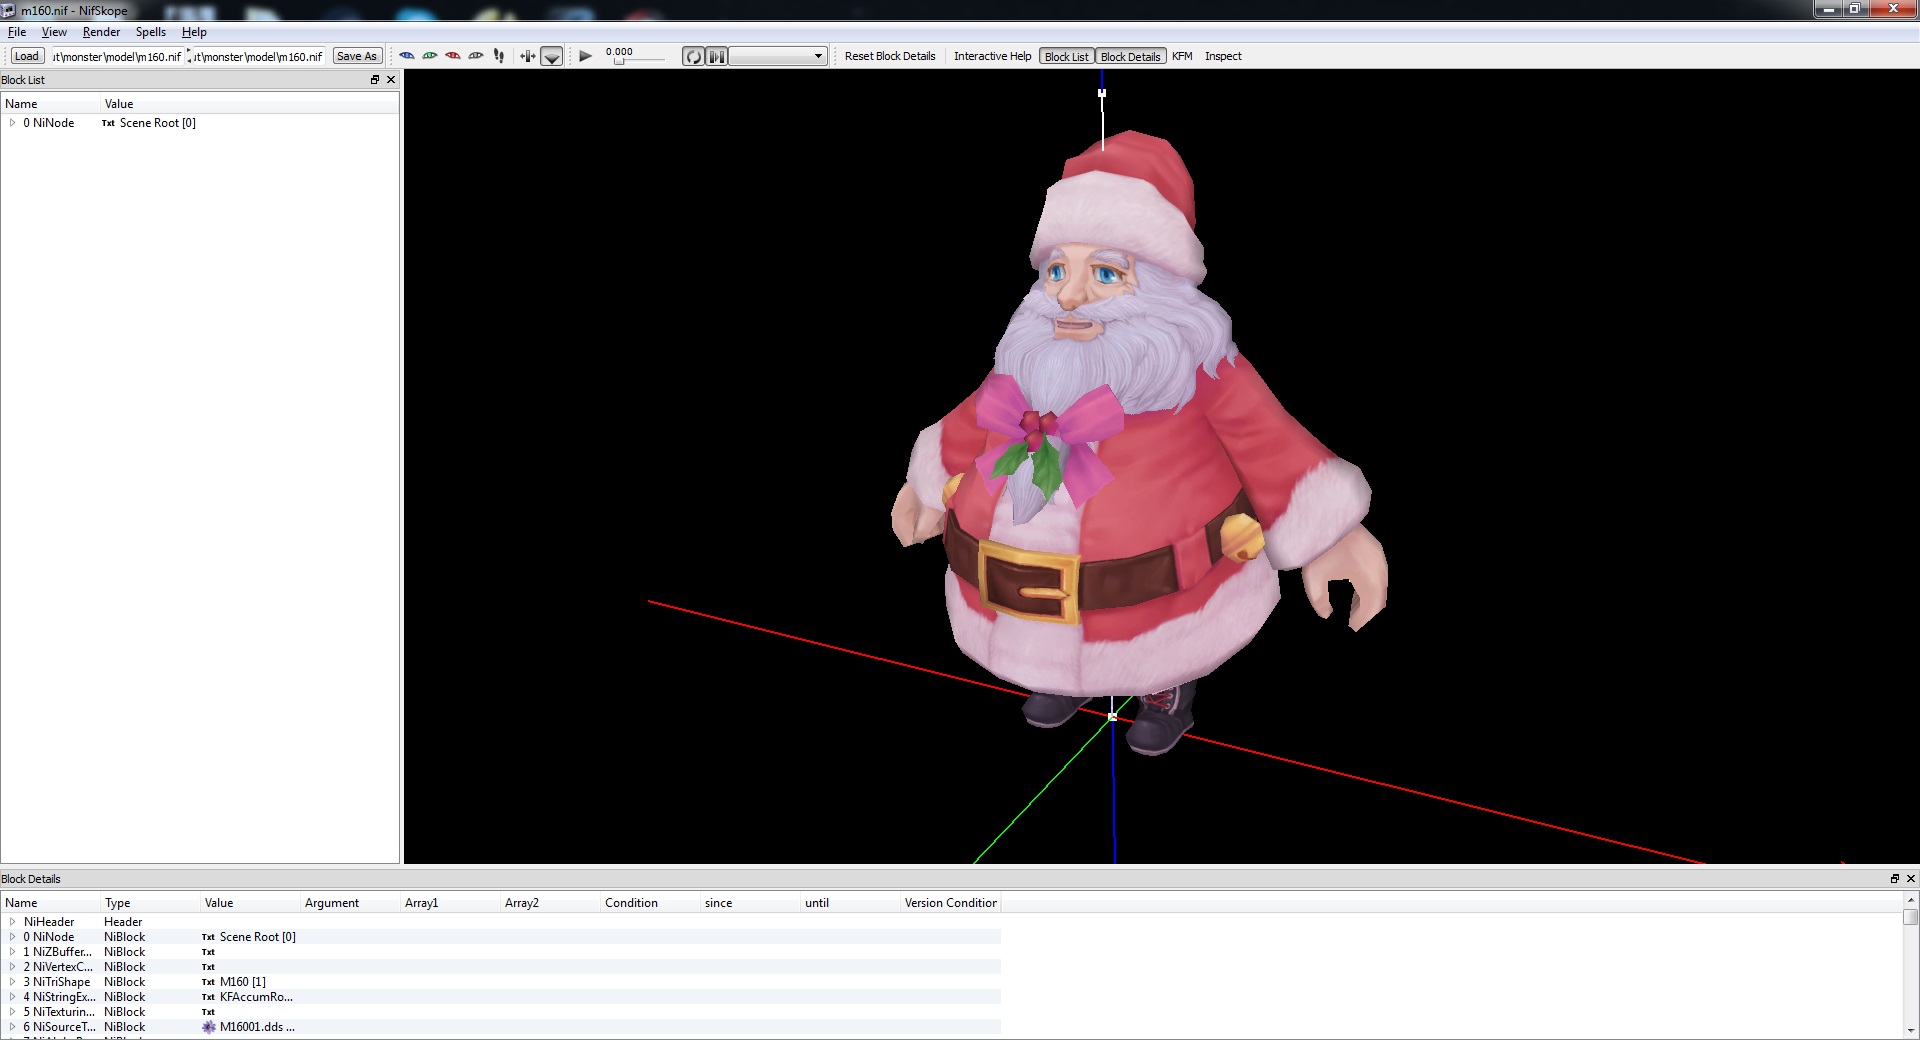 m160.nif - NifSkope
File View Render Spells Help
Load ut\monster\model\m160.nif ut\monster\model\m160.nif Save As 0.000 Reset Block Details Interactive Help Block List Block Details KFM Inspect
Block List
Name Value
0 NiNode Txt Scene Root [0]
Block Details
Name Type Value Argument Array1 Array2 Condition since until Version Condition
NiHeader Header
0 NiNode NiBlock Txt Scene Root [0]
1 NiZBuffer... NiBlock Txt
2 NiVertexC... NiBlock Txt
3 NiTriShape NiBlock Txt M160 [1]
4 NiStringEx... NiBlock Txt KFAccumRo...
5 NiTexturin... NiBlock Txt
6 NiSourceT... NiBlock M16001.dds ...